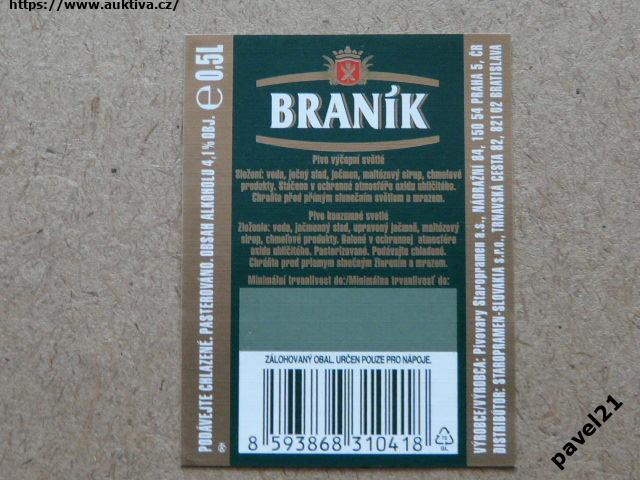 https://www.auktiva.cz/
BRANÍK
Pivo výčepní světlé
Složení: voda, ječný slad, ječmen, maltózový sirup, chmelové
produkty. Stáčeno v ochranné atmosféře oxidu uhličitého.
Chraňte před přímým slunečním světlem a mrazem.
Pivo konzumné svetlé
Zloženie: voda, jačmenný slad, upravený jačmeň, maltózový
sirup, chmeľové produkty. Balené v ochrannej atmosfére
oxidu uhličitého. Pasterizované. Podávajte chladené.
Chráňte pred priamym slnečným žiarením a mrazom.
Minimální trvanlivost do:/Minimálna trvanlivosť do:
ZÁLOHOVANÝ OBAL. URČEN POUZE PRO NÁPOJE.
8 593868 310418
PODÁVEJTE CHLAZENÉ. PASTEROVÁNO. OBSAH ALKOHOLU 4,1% OBJ. e 0.5L
VÝROBCE/VÝROBCA: Pivovary Staropramen a.s., NÁDRAŽNÍ 84, 150 54 PRAHA 5, ČR
DISTRIBÚTOR: STAROPRAMEN-SLOVAKIA s.r.o., TRNAVSKÁ CESTA 82, 821 02 BRATISLAVA
pavel21